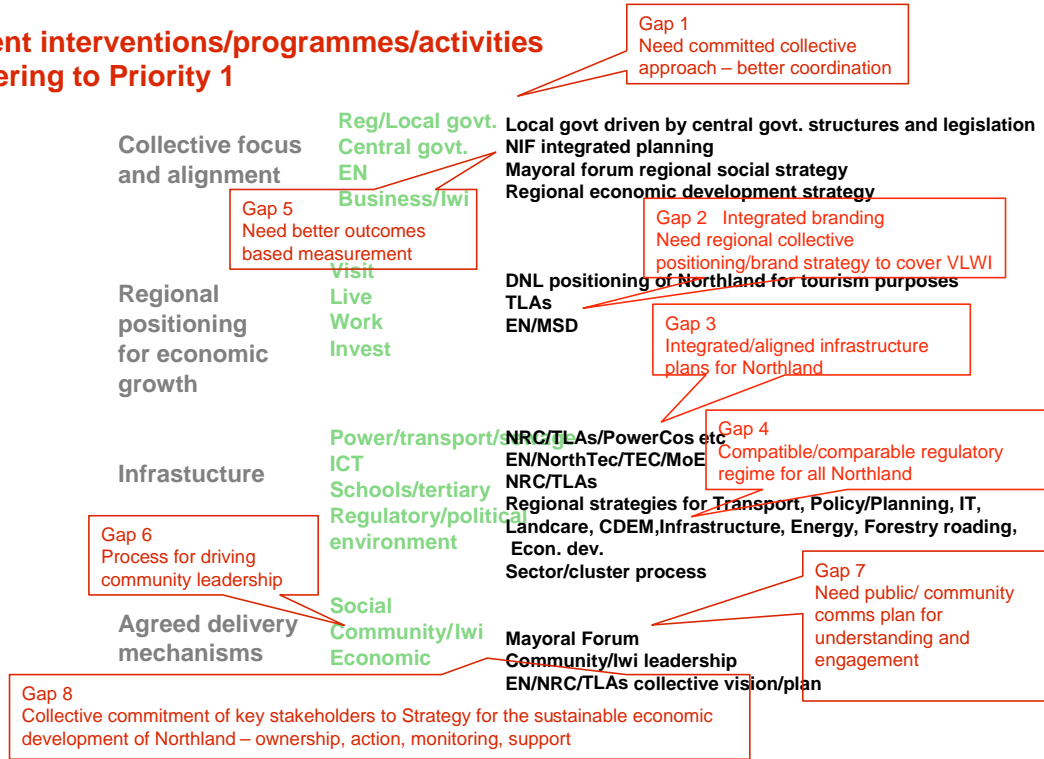 ent interventions/programmes/activities
ering to Priority 1
Gap 1
Need committed collective
approach – better coordination
Collective focus
and alignment
Reg/Local govt.
Central govt.
EN
Business/Iwi
Local govt driven by central govt. structures and legislation
NIF integrated planning
Mayoral forum regional social strategy
Regional economic development strategy
Gap 5
Need better outcomes
based measurement
Gap 2 Integrated branding
Need regional collective
positioning/brand strategy to cover VLWI
Regional
positioning
for economic
growth
Visit
Live
Work
Invest
DNL positioning of Northland for tourism purposes
TLAs
EN/MSD
Gap 3
Integrated/aligned infrastructure
plans for Northland
Infrastucture
Power/transport/sewage
ICT
Schools/tertiary
Regulatory/political
environment
NRC/TLAs/PowerCos etc
EN/NorthTec/TEC/MoE
NRC/TLAs
Regional strategies for Transport, Policy/Planning, IT,
Landcare, CDEM,Infrastructure, Energy, Forestry roading,
Econ. dev.
Sector/cluster process
Gap 4
Compatible/comparable regulatory
regime for all Northland
Gap 6
Process for driving
community leadership
Gap 7
Need public/ community
comms plan for
understanding and
engagement
Agreed delivery
mechanisms
Social
Community/Iwi
Economic
Mayoral Forum
Community/Iwi leadership
EN/NRC/TLAs collective vision/plan
Gap 8
Collective commitment of key stakeholders to Strategy for the sustainable economic
development of Northland – ownership, action, monitoring, support